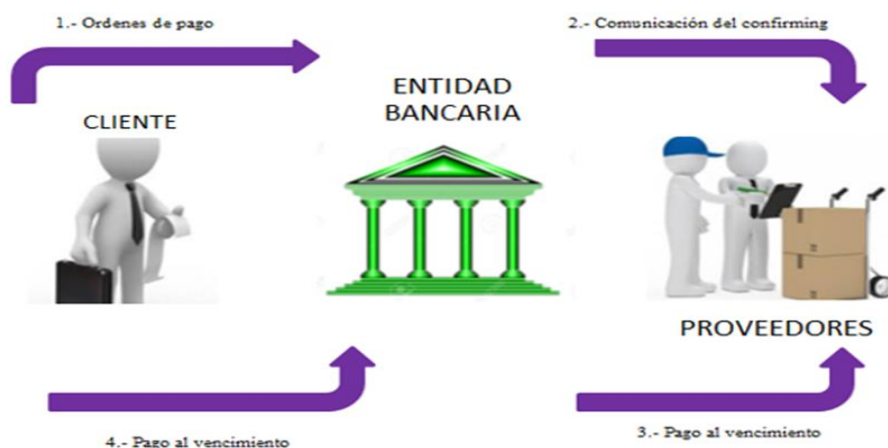 1.- Ordenes de pago
2.- Comunicación del confirming
ENTIDAD
BANCARIA
CLIENTE
PROVEEDORES
3.- Pago al vencimiento
4.- Pago al vencimiento